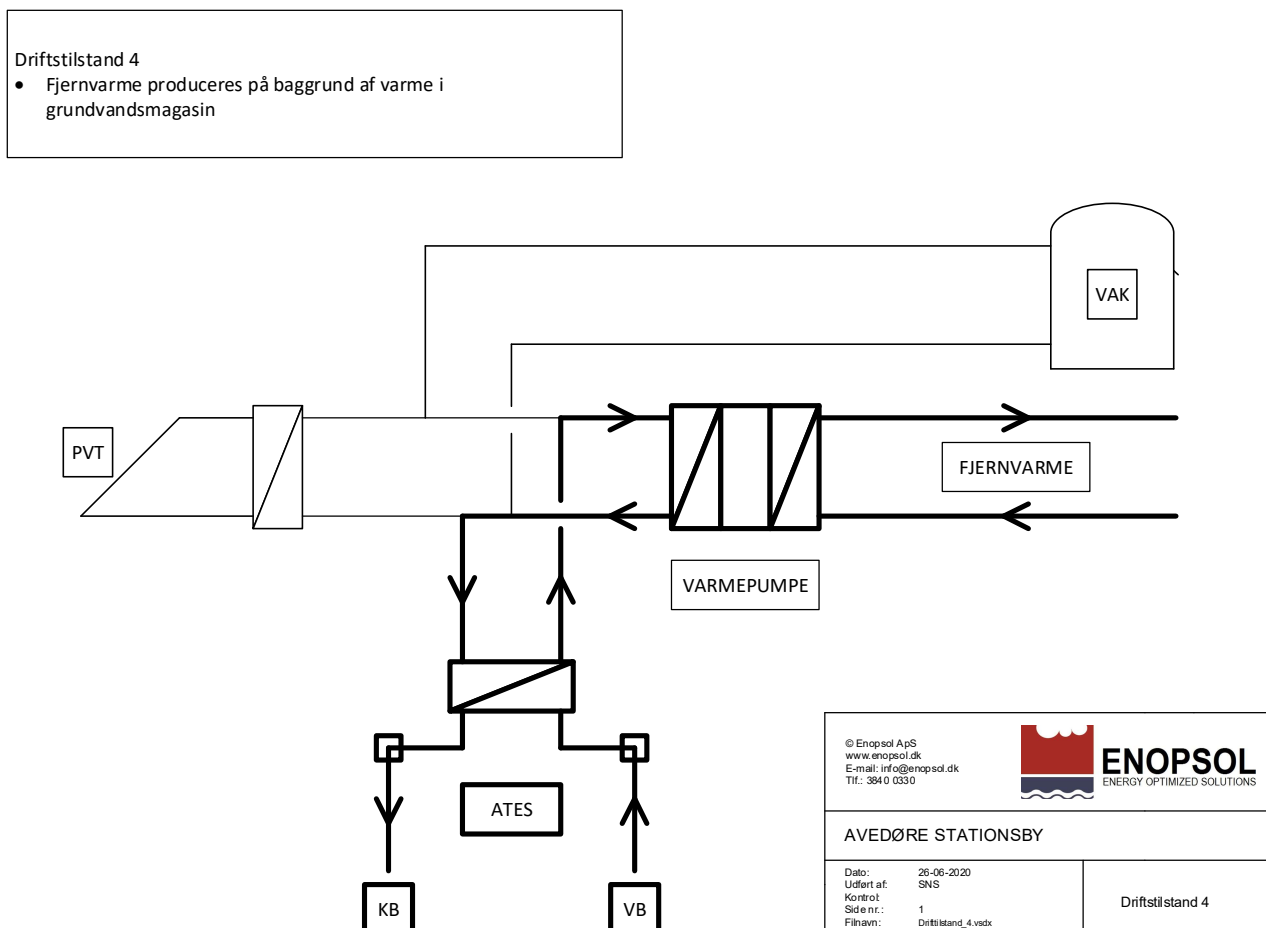 Driftstilstand 4
• Fjernvarme produceres på baggrund af varme i
grundvandsmagasin
VAK
PVT
FJERNVARME
VARMEPUMPE
ATES
KB
VB
© Enopsol ApS
www.enopsol.dk
E-mail: info@enopsol.dk
Tlf.: 3840 0330
ENOPSOL
ENERGY OPTIMIZED SOLUTIONS
AVEDØRE STATIONSBY
Dato: 26-06-2020
Udført af: SNS
Kontrol:
Side nr.: 1
Filnavn: Drifttilstand_4.vsdx
Driftstilstand 4